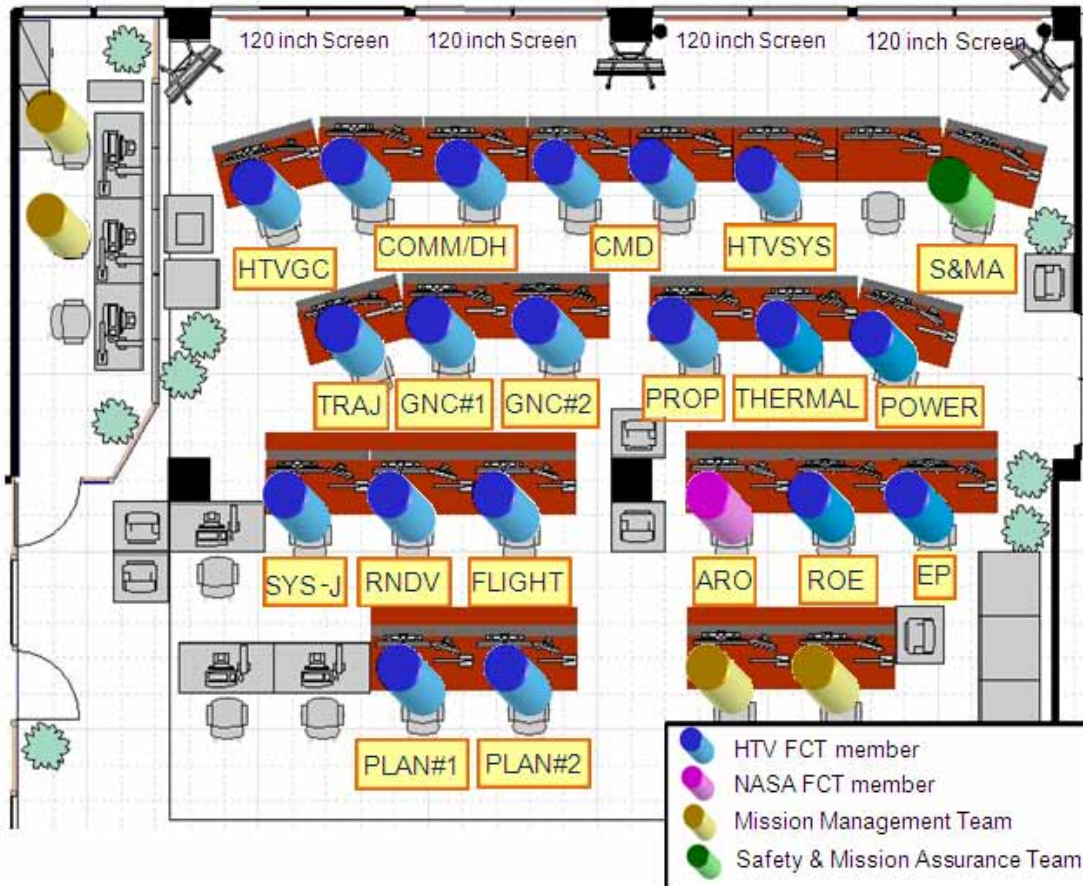 120 inch Screen
120 inch Screen
120 inch Screen
120 inch Screen
HTVGC
COMM/DH
CMD
HTVSYS
S&MA
TRAJ
GNC#1
GNC#2
PROP
THERMAL
POWER
SYS-J
RNDV
FLIGHT
ARO
ROE
EP
PLAN#1
PLAN#2
HTV FCT member
NASA FCT member
Mission Management Team
Safety & Mission Assurance Team